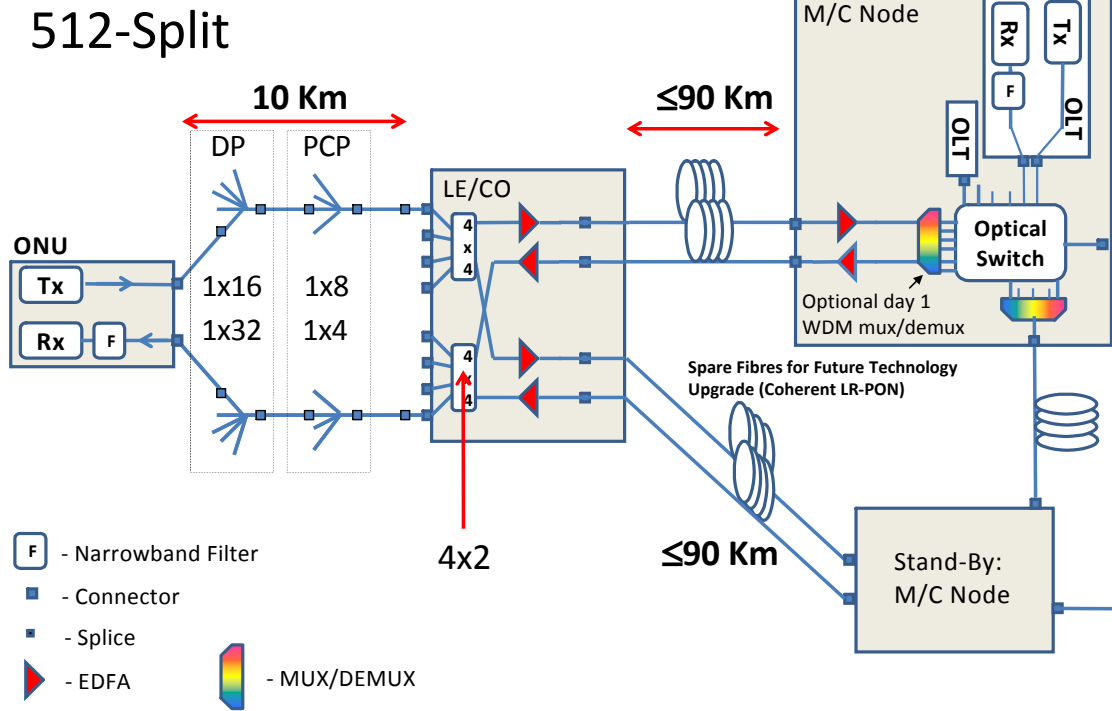 512-Split
10 Km
≤90 Km
DP
PCP
ONU
Tx
Rx
F
1x16
1x32
1x8
1x4
LE/CO
4
x
4
4
x
4
4x2
M/C Node
Rx
Tx
F
OLT
OLT
Optical
Switch
Optional day 1
WDM mux/demux
Spare Fibres for Future Technology
Upgrade (Coherent LR-PON)
≤90 Km
Stand-By:
M/C Node
F - Narrowband Filter
- Connector
- Splice
- EDFA
- MUX/DEMUX